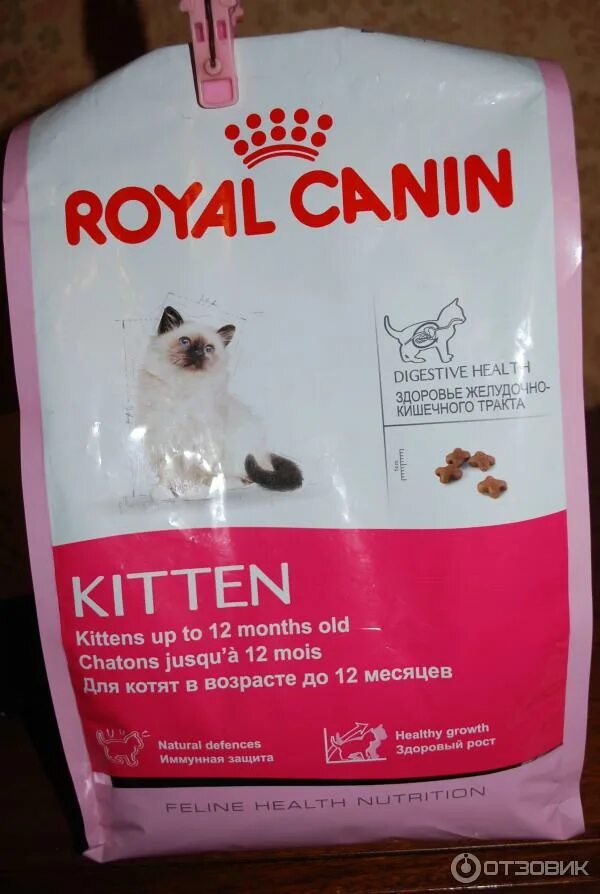 ROYAL CANIN
DIGESTIVE HEALTH
ЗДОРОВЬЕ ЖЕЛУДОЧНО-
КИШЕЧНОГО ТРАКТА
KITTEN
Kittens up to 12 months old
Chatons jusqu'à 12 mois
Для котят в возрасте до 12 месяцев
Natural defences
Иммунная защита
Healthy growth
Здоровый рост
FELINE HEALTH NUTRITION
ОТЗОВИК